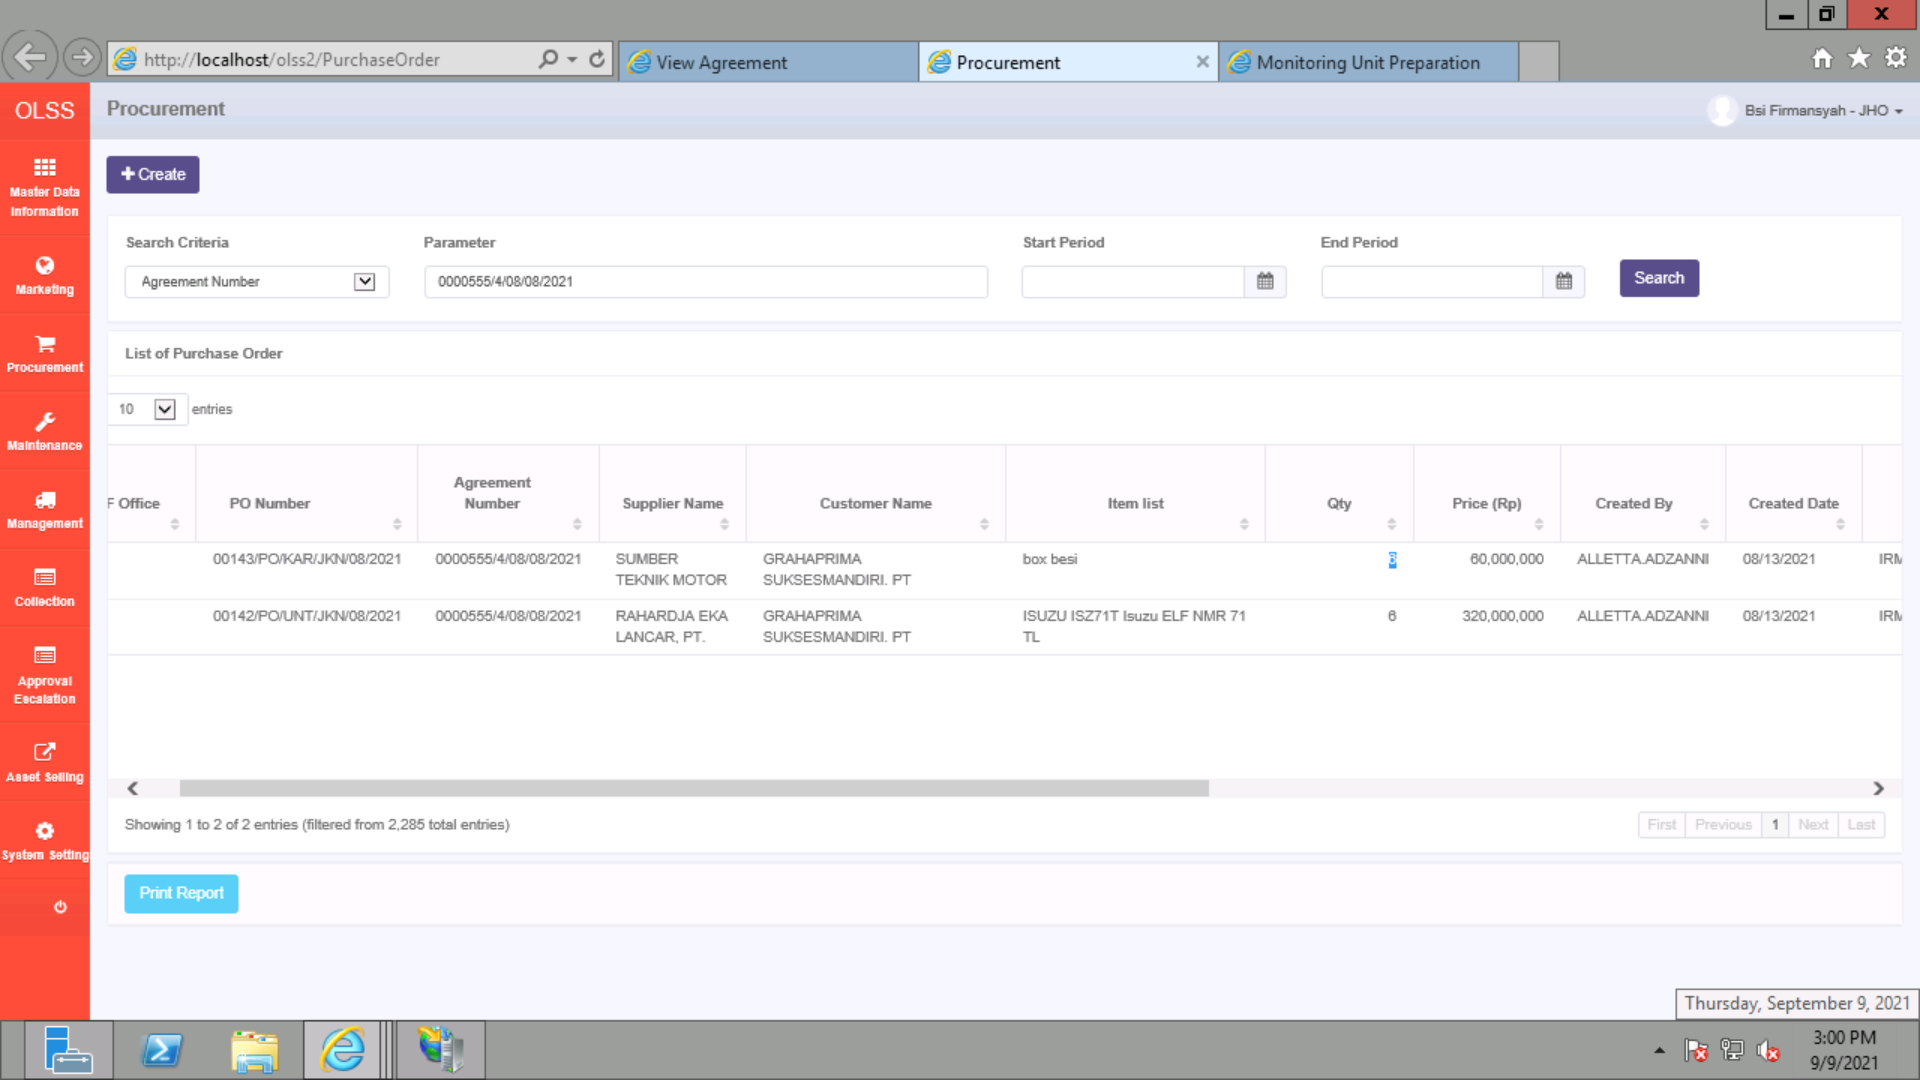 http://localhost/olss2/PurchaseOrder
View Agreement
Procurement
Monitoring Unit Preparation
OLSS
Procurement
Bsi Firmansyah - JHO
Master Data
Information
Marketing
Procurement
Maintenance
Management
Collection
Approval
Escalation
Asset Selling
System Setting
Create
Search Criteria
Parameter
Start Period
End Period
Agreement Number
0000555/4/08/08/2021
Search
List of Purchase Order
10 entries
F Office
PO Number
Agreement
Number
Supplier Name
Customer Name
Item list
Qty
Price (Rp)
Created By
Created Date
00143/PO/KAR/JKN/08/2021 0000555/4/08/08/2021 SUMBER GRAHAPRIMA box besi 60,000,000 ALLETTA.ADZANNI 08/13/2021 IRM
TEKNIK MOTOR SUKSESMANDIRI. PT
00142/PO/UNT/JKN/08/2021 0000555/4/08/08/2021 RAHARDJA EKA GRAHAPRIMA ISUZU ISZ71T Isuzu ELF NMR 71 6 320,000,000 ALLETTA.ADZANNI 08/13/2021 IRM
LANCAR, PT. SUKSESMANDIRI. PT TL
Showing 1 to 2 of 2 entries (filtered from 2,285 total entries)
First Previous 1 Next Last
Print Report
Thursday, September 9, 2021
3:00 PM
9/9/2021